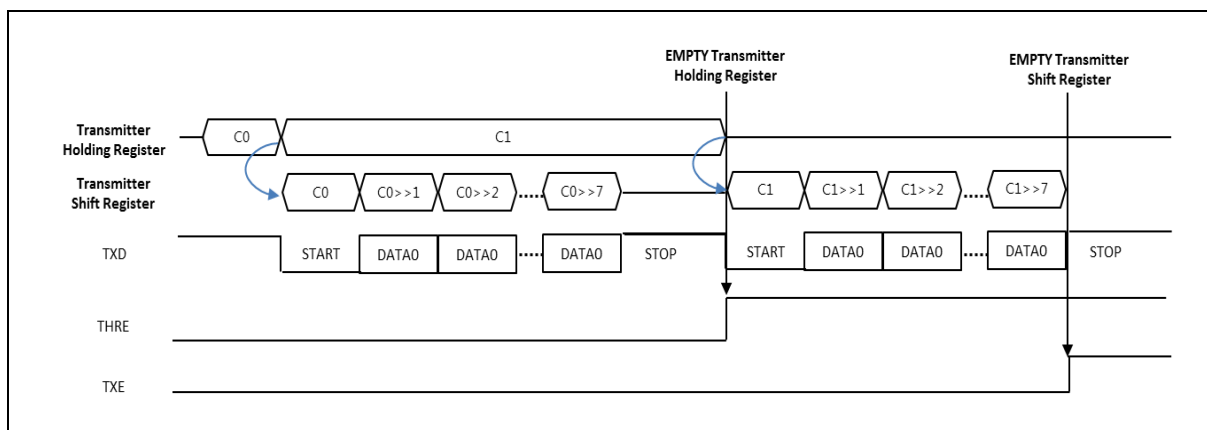 EMPTY Transmitter
Holding Register
EMPTY Transmitter
Shift Register
Transmitter
Holding Register
C0
C1
Transmitter
Shift Register
C0
C0>>1
C0>>2
C0>>7
C1
C1>>1
C1>>2
C1>>7
TXD
START
DATA0
DATA0
DATA0
STOP
START
DATA0
DATA0
DATA0
STOP
THRE
TXE